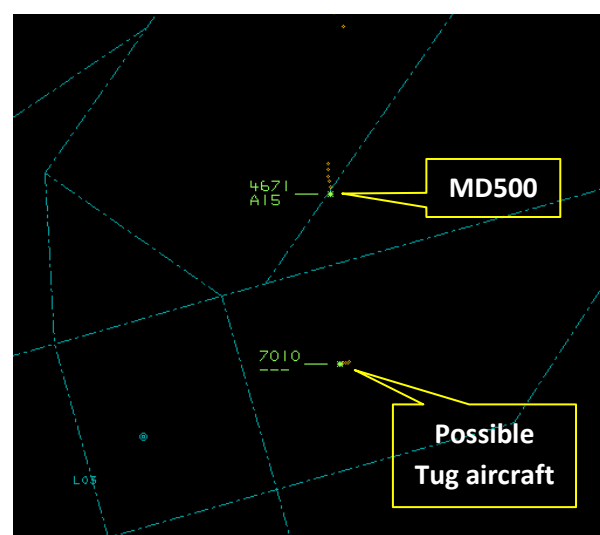 4671
A15
MD500
7010
---
Possible
Tug aircraft
L03